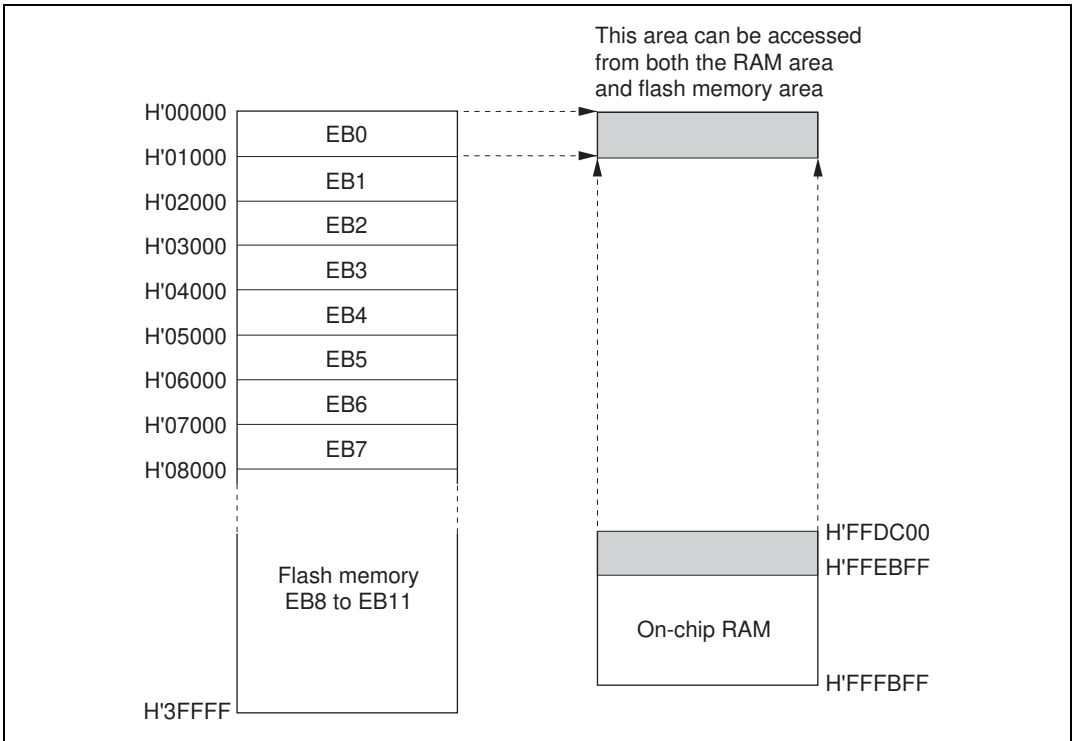 This area can be accessed
from both the RAM area
and flash memory area
H'00000
EB0
H'01000
EB1
H'02000
EB2
H'03000
EB3
H'04000
EB4
H'05000
EB5
H'06000
EB6
H'07000
EB7
H'08000
Flash memory
EB8 to EB11
H'3FFFF
H'FFDC00
H'FFEBFF
On-chip RAM
H'FFFBFF